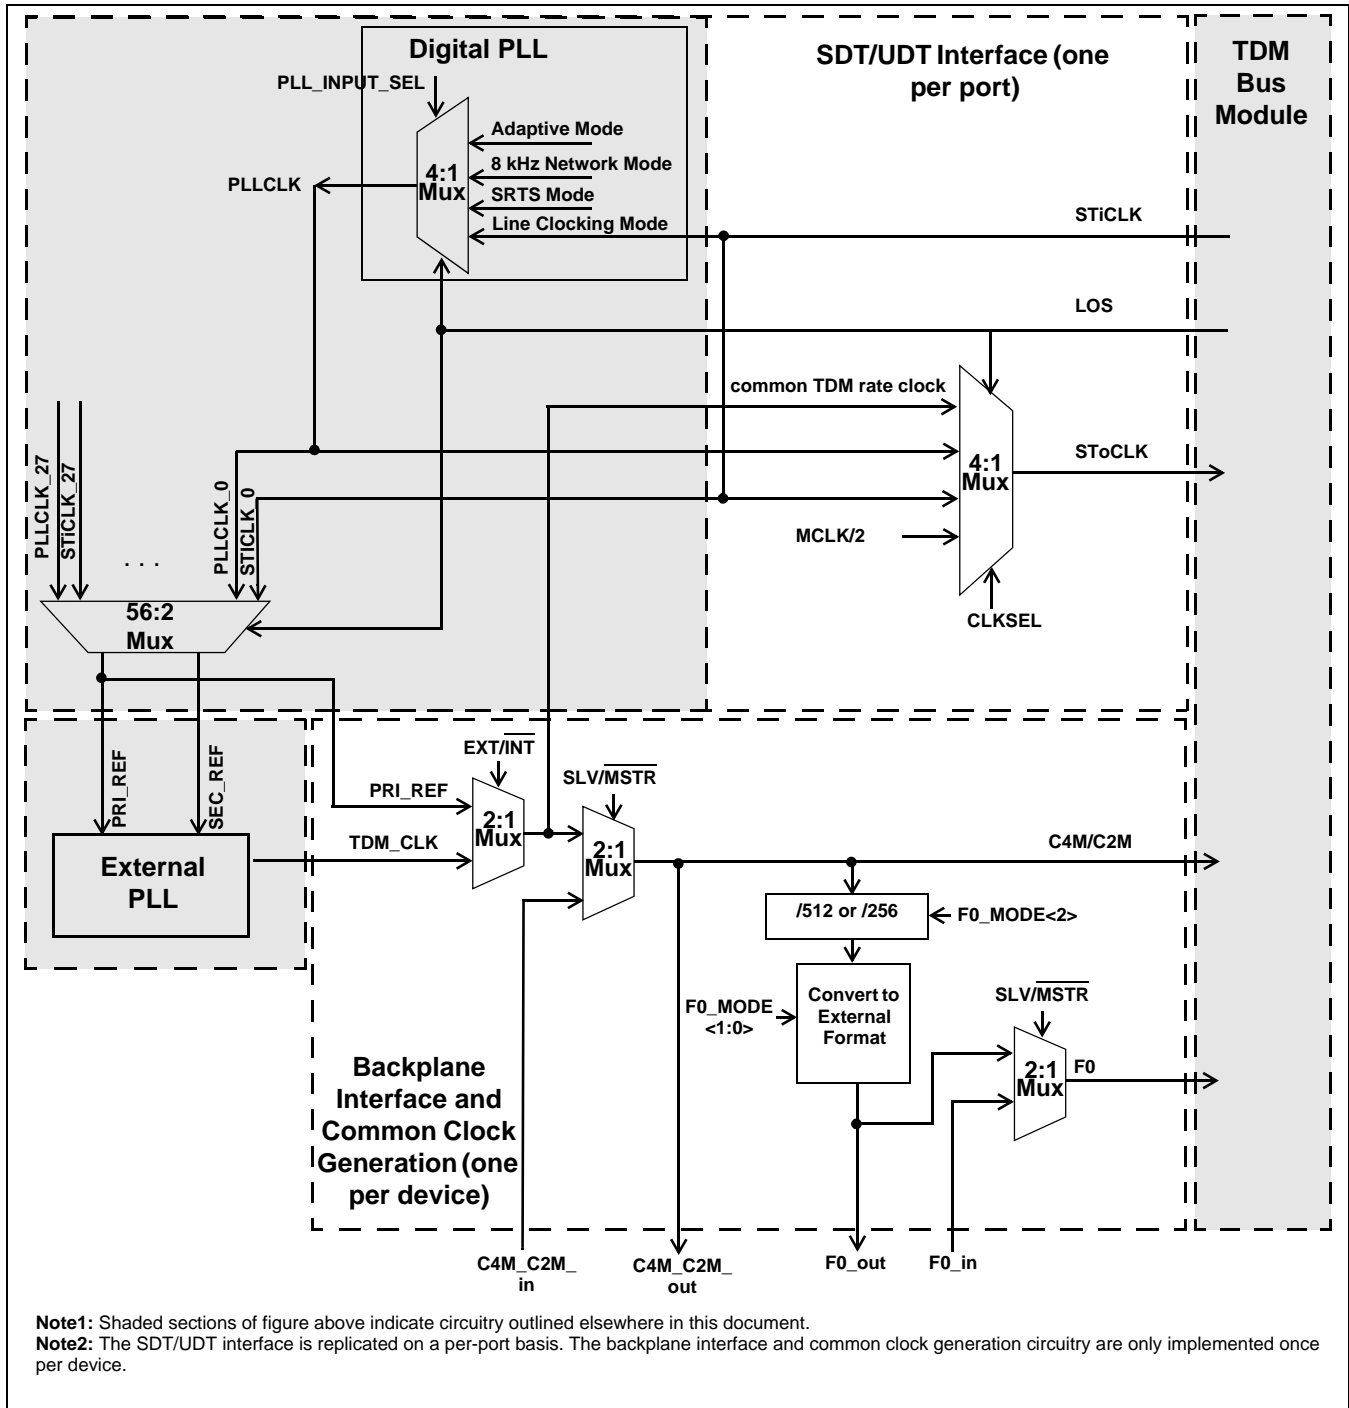 Digital PLL
SDT/UDT Interface (one
per port)
TDM
Bus
Module
PLL_INPUT_SEL
Adaptive Mode
8 kHz Network Mode
SRTS Mode
Line Clocking Mode
4:1
Mux
PLLCLK
STiCLK
LOS
common TDM rate clock
4:1
Mux
SToCLK
MCLK/2
CLKSEL
PLLCLK_27
STiCLK_27
. . .
PLLCLK_0
STICLK_0
56:2
Mux
PRI_REF
SEC_REF
External
PLL
EXT/INT
PRI_REF
TDM_CLK
2:1
Mux
SLV/MSTR
2:1
Mux
C4M/C2M
/512 or /256
F0_MODE<2>
F0_MODE
<1:0>
Convert to
External
Format
SLV/MSTR
2:1
Mux
F0
Backplane
Interface and
Common Clock
Generation (one
per device)
C4M_C2M_
in
C4M_C2M_
out
F0_out
F0_in
Note1: Shaded sections of figure above indicate circuitry outlined elsewhere in this document.
Note2: The SDT/UDT interface is replicated on a per-port basis. The backplane interface and common clock generation circuitry are only implemented once
per device.